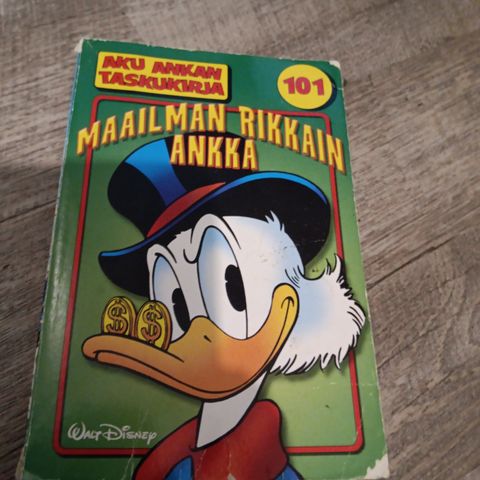 AKU ANKAN
TASKUKIRJA
101
MAAILMAN RIKKAIN
ANKKA
$ $
WALT DISNEY